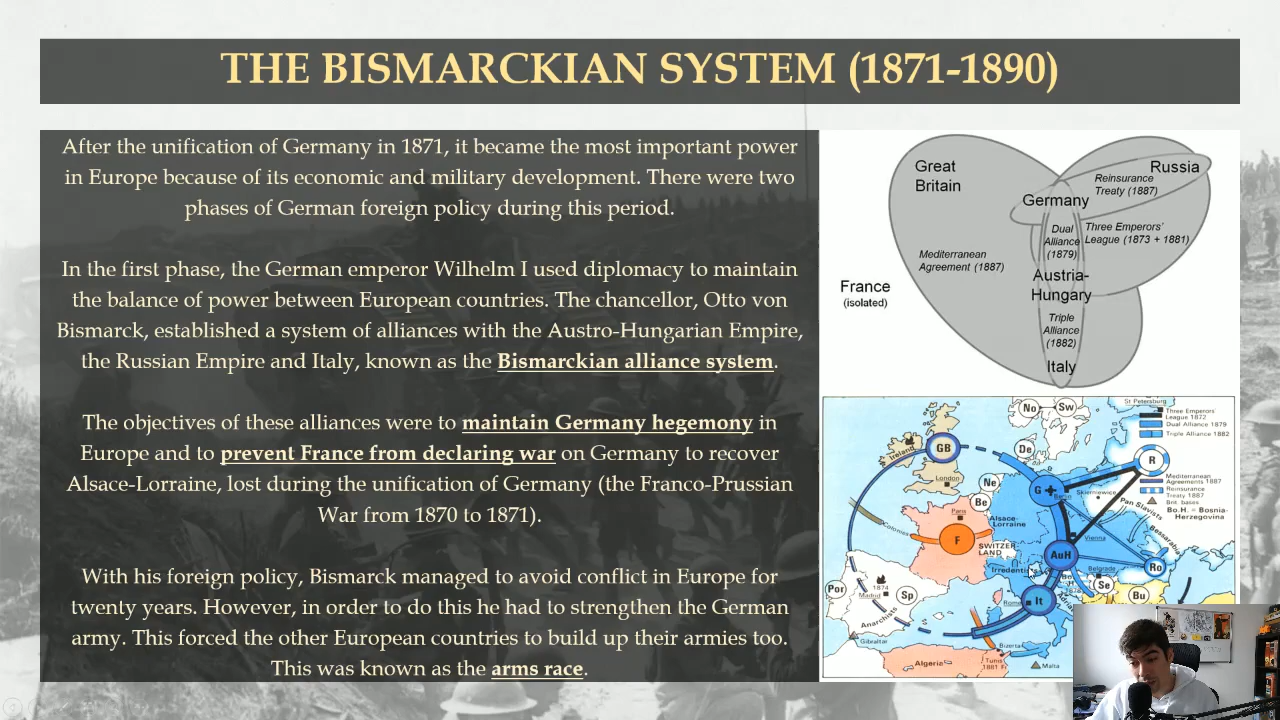 THE BISMARCKIAN SYSTEM (1871-1890)
After the unification of Germany in 1871, it became the most important power
in Europe because of its economic and military development. There were two
phases of German foreign policy during this period.
In the first phase, the German emperor Wilhelm I used diplomacy to maintain
the balance of power between European countries. The chancellor, Otto von
Bismarck, established a system of alliances with the Austro-Hungarian Empire,
the Russian Empire and Italy, known as the Bismarckian alliance system.
The objectives of these alliances were to maintain Germany hegemony in
Europe and to prevent France from declaring war on Germany to recover
Alsace-Lorraine, lost during the unification of Germany (the Franco-Prussian
War from 1870 to 1871).
With his foreign policy, Bismarck managed to avoid conflict in Europe for
twenty years. However, in order to do this he had to strengthen the German
army. This forced the other European countries to build up their armies too.
This was known as the arms race.
Great
Britain
Russia
Reinsurance
Treaty (1887)
Germany
Dual
Alliance
(1879)
Three Emperors'
League (1873 + 1881)
Mediterranean
Agreement (1887)
Austria-
Hungary
France
(isolated)
Triple
Alliance
(1882)
Italy
St Petersburg
No
Sw
Three Emperors'
League 1872
Dual Alliance 1879
Triple Alliance 1882
Ireland
GB
De
R
London
Ne
G
Berlin
Skierniewice
Mediterranean
Agreements 1887
Reinsurance
Treaty 1887
Brit. bases
Bo.H. = Bosnia-
Herzegovina
Be
Paris
Alsace-
Lorraine
Pan Slavists
Colonies
F
SWITZER
LAND
Vienna
AuH
Bessarabia
Irredentists
Belgrade
Ro
1874
Madrid
Por
Sp
Se
Bu
Rome
It
Anarchists
Gibraltar
Bizerta
Algeria
Tunis
1881 Fr
Malta